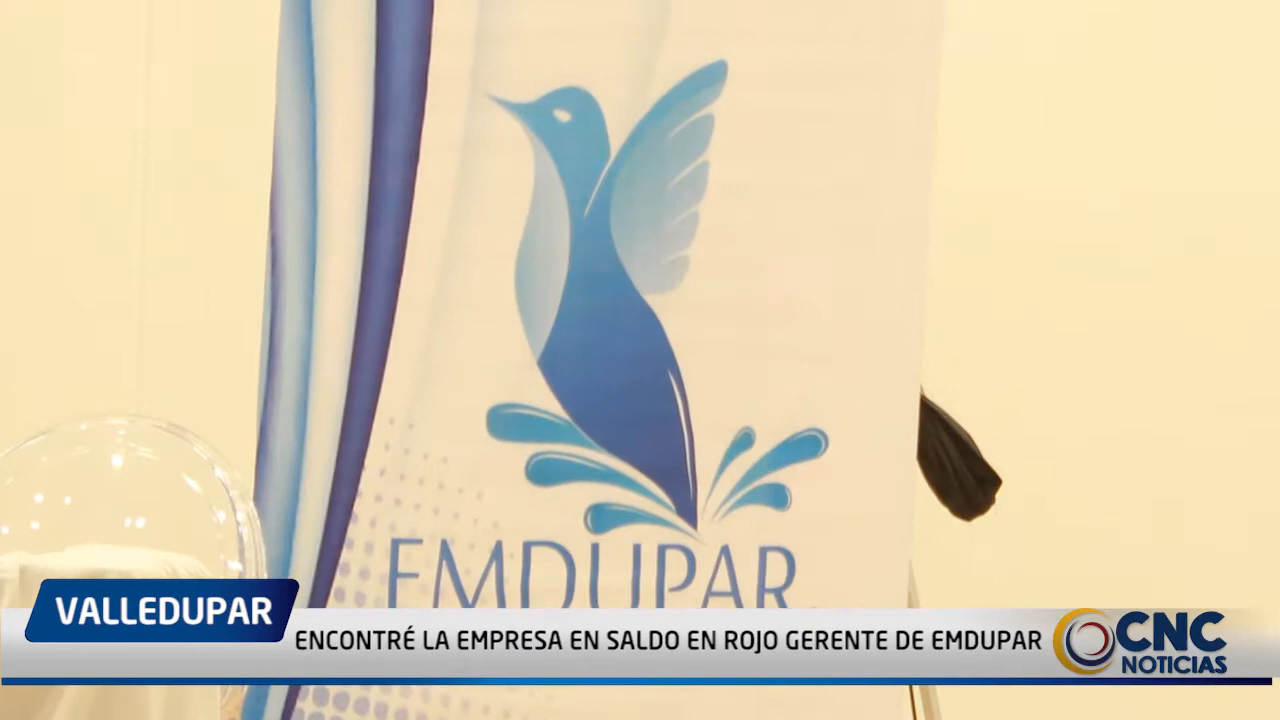 EMDUPAR
VALLEDUPAR
ENCONTRÉ LA EMPRESA EN SALDO EN ROJO GERENTE DE EMDUPAR
CNC
NOTICIAS